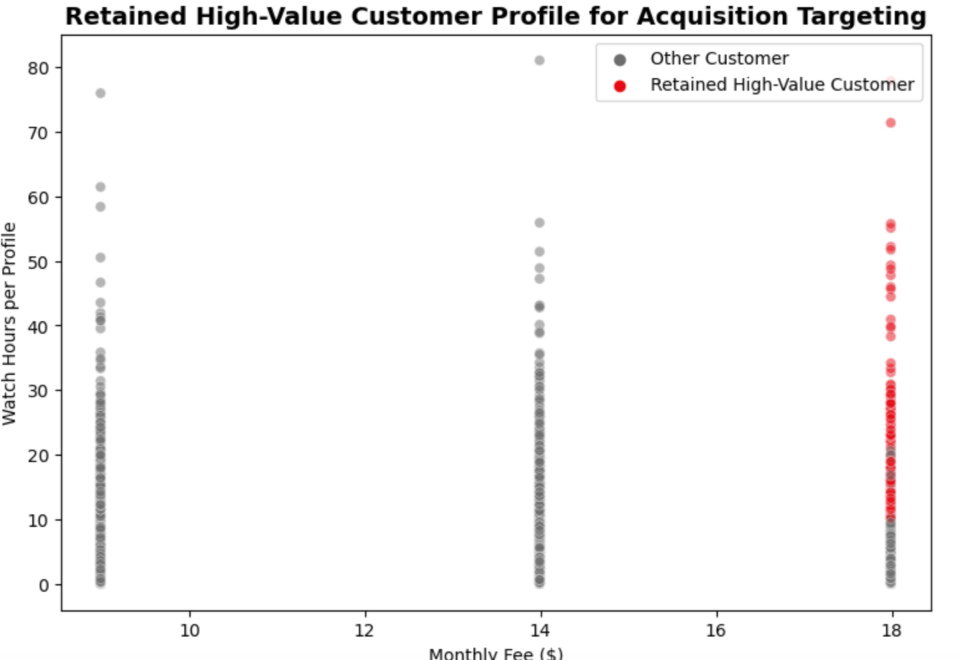 Retained High-Value Customer Profile for Acquisition Targeting
Other Customer
Retained High-Value Customer
Watch Hours per Profile
80
70
60
50
40
30
20
10
0
10 12 14 16 18
Monthly Fee ($)